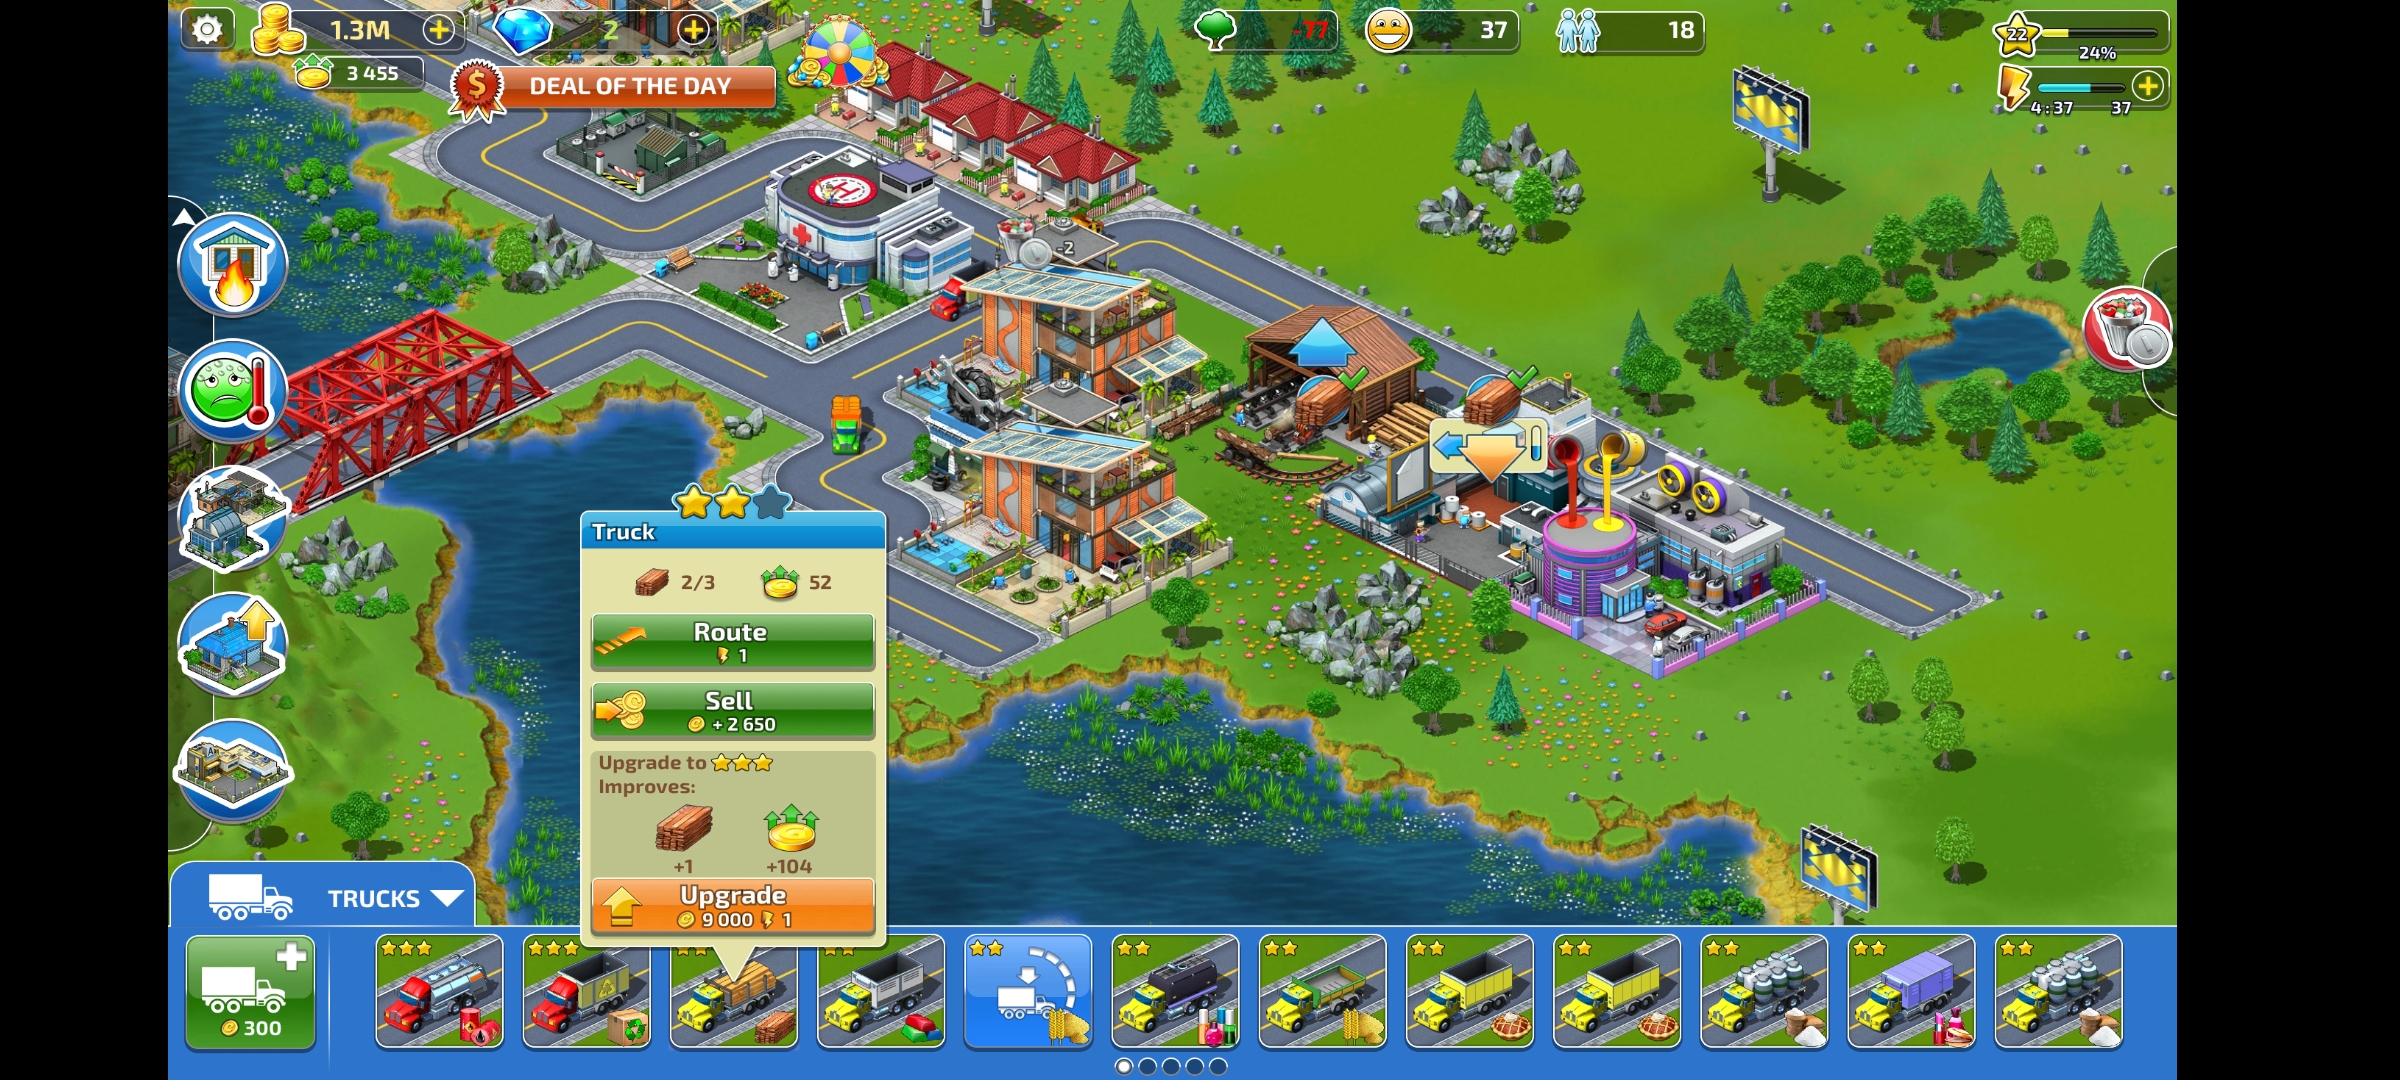 1.3M
2
-77
37
18
22
24%
3 455
DEAL OF THE DAY
4:37
37
H
-2
Truck
2/3
52
Route
1
Sell
+ 2 650
Upgrade to
Improves:
+1
+104
Upgrade
9 000 1
TRUCKS
300